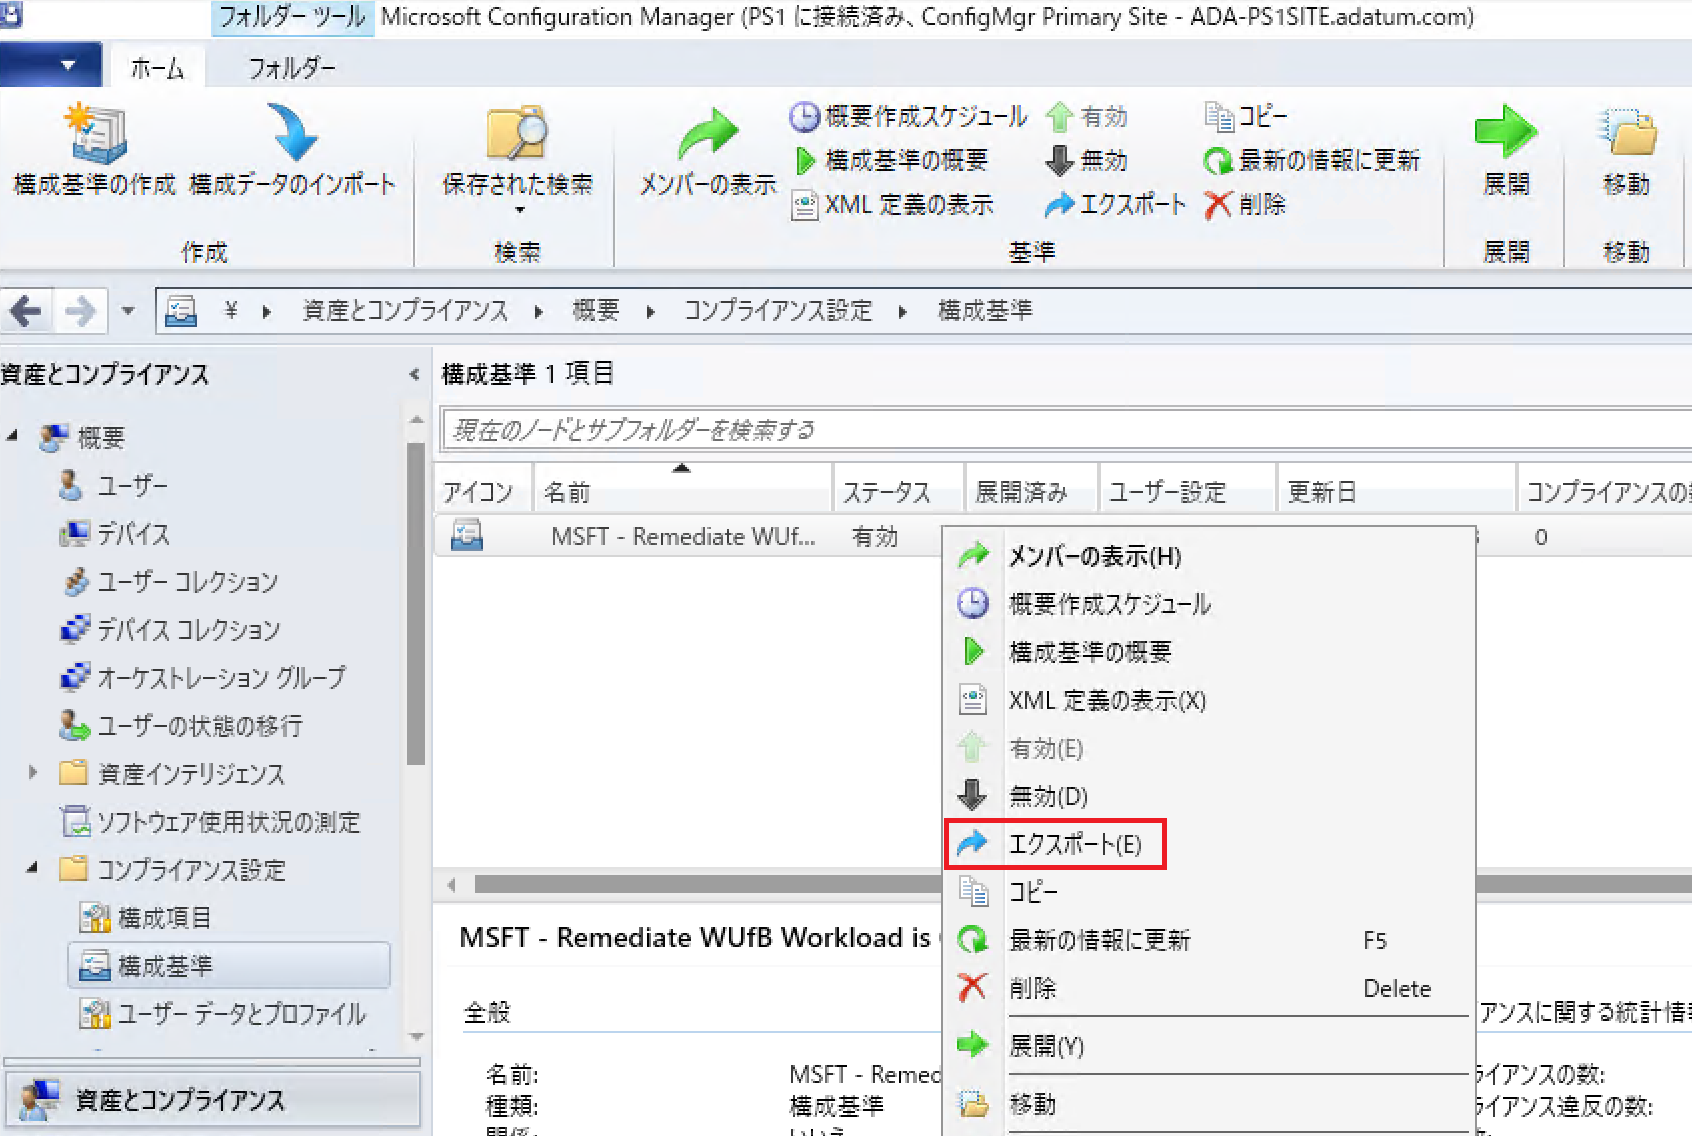 フォルダー ツール Microsoft Configuration Manager (PS1 に接続済み、ConfigMgr Primary Site - ADA-PS1SITE.adatum.com)
ホーム フォルダー
構成基準の作成 構成データのインポート
作成
保存された検索
検索
メンバーの表示
概要作成スケジュール 有効 コピー
構成基準の概要 無効 最新の情報に更新
XML 定義の表示 エクスポート 削除
基準
展開
展開
移動
移動
¥ 資産とコンプライアンス 概要 コンプライアンス設定 構成基準
資産とコンプライアンス
概要
ユーザー
デバイス
ユーザー コレクション
デバイス コレクション
オーケストレーション グループ
ユーザーの状態の移行
資産インテリジェンス
ソフトウェア使用状況の測定
コンプライアンス設定
構成項目
構成基準
ユーザー データとプロファイル
資産とコンプライアンス
構成基準 1 項目
現在のノードとサブフォルダーを検索する
アイコン 名前 ステータス 展開済み ユーザー設定 更新日 コンプライアンスの
MSFT - Remediate WUf... 有効 0
メンバーの表示(H)
概要作成スケジュール
構成基準の概要
XML 定義の表示(X)
有効(E)
無効(D)
エクスポート(E)
コピー
最新の情報に更新 F5
削除 Delete
展開(Y)
移動
MSFT - Remediate WUfB Workload is
全般
アンスに関する統計情
名前: MSFT - Remed
種類: 構成基準
イアンスの数:
イアンス違反の数: